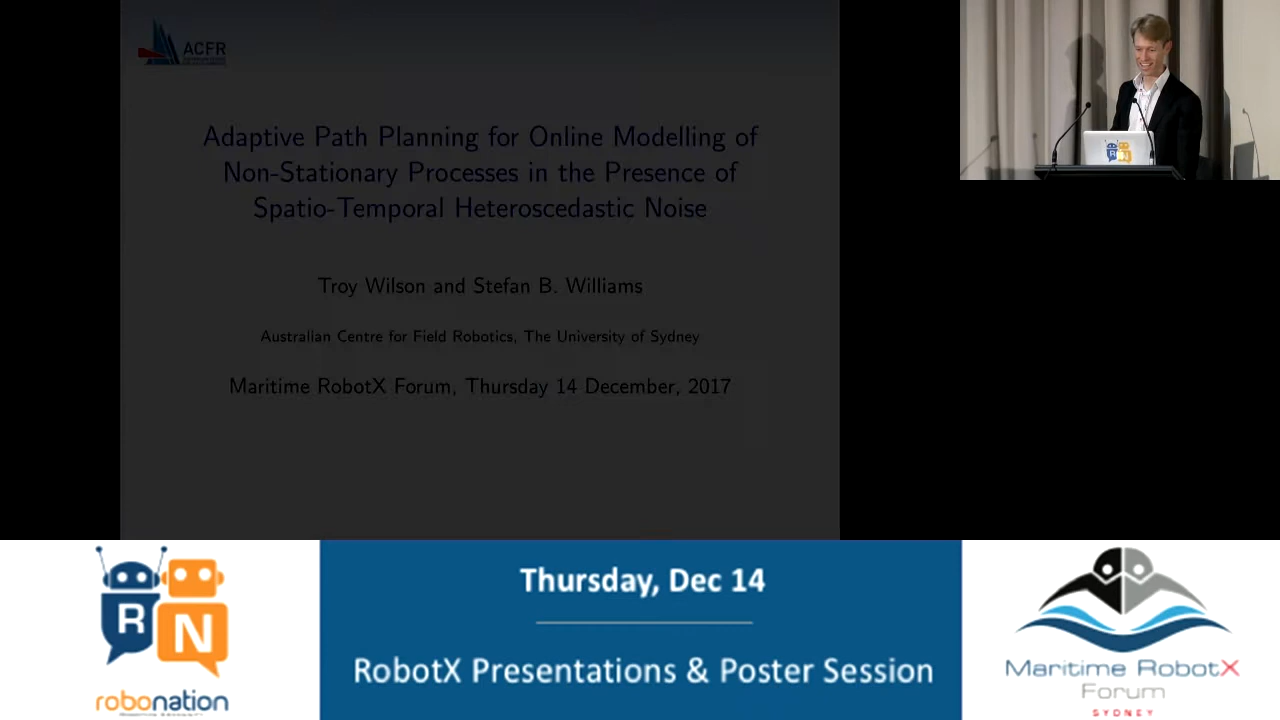 ACFR
Adaptive Path Planning for Online Modelling of
Non-Stationary Processes in the Presence of
Spatio-Temporal Heteroscedastic Noise
Troy Wilson and Stefan B. Williams
Australian Centre for Field Robotics, The University of Sydney
Maritime RobotX Forum, Thursday 14 December, 2017
R N
R N
robonation
Thursday, Dec 14
RobotX Presentations & Poster Session
Maritime RobotX
Forum
SYDNEY